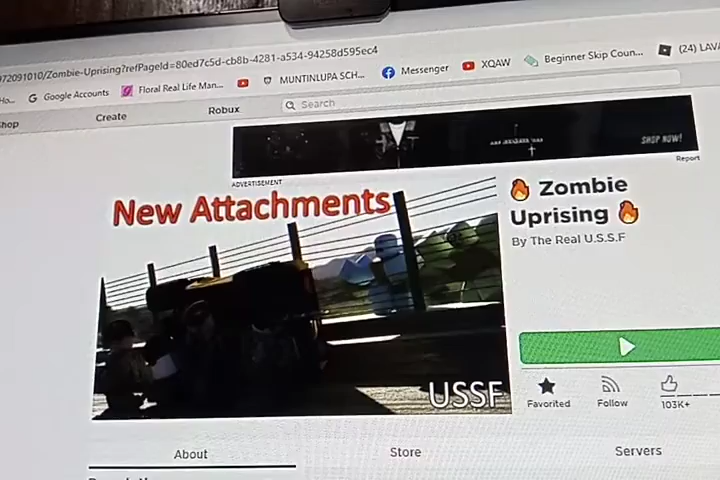 972091010/Zombie-Uprising?refPageId=80ed7c5d-cb8b-4281-a534-94258d595ec4
Ho... Google Accounts Floral Real Life Man... MUNTINLUPA SCH... Messenger XQAW Beginner Skip Coun... (24) LAVA
Shop Create Robux Search
SHOP NOW!
ADVERTISEMENT Report
New Attachments
USSF
🔥 Zombie
Uprising 🔥
By The Real U.S.S.F
Favorited Follow 103K+
About Store Servers